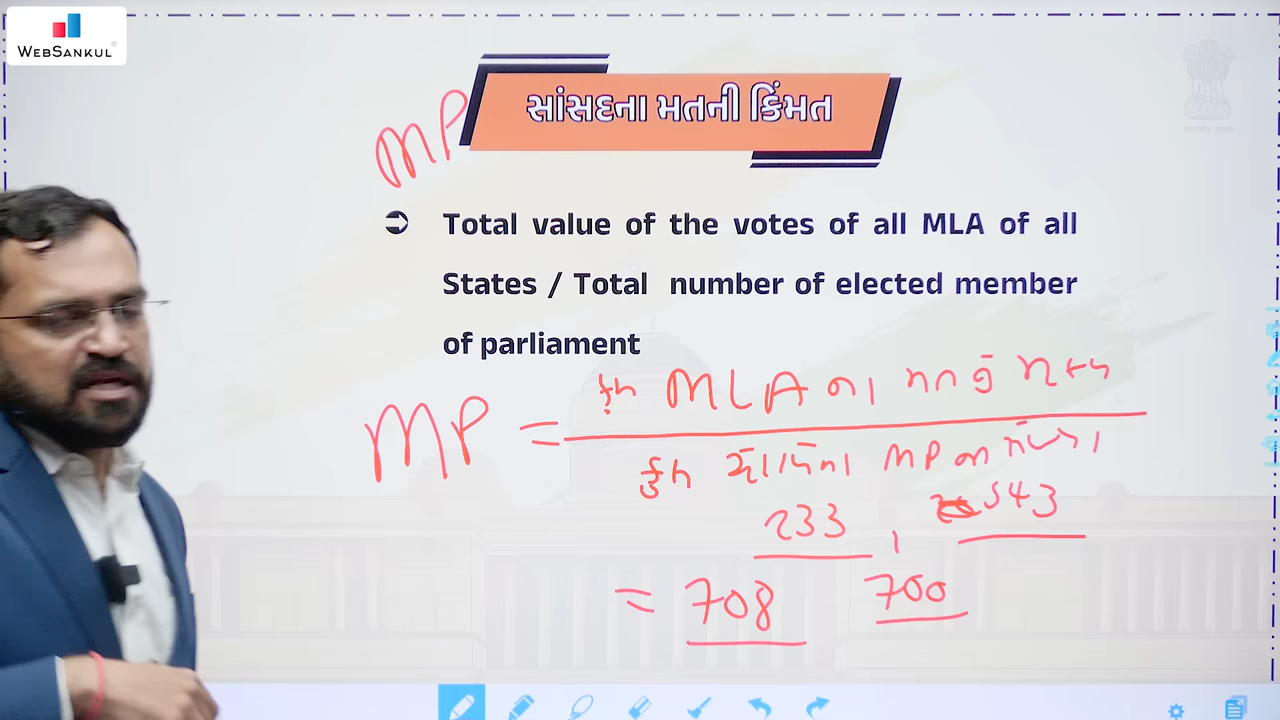 WEBSANKUL®
સાંસદના મતની કિંમત
MP
➲ Total value of the votes of all MLA of all
States / Total number of elected member
of parliament
કુલ MLA ના મતનું મૂલ્ય
MP =
કુલ ચૂંટાયેલા MP ની સંખ્યા
233, 543
= 708 700